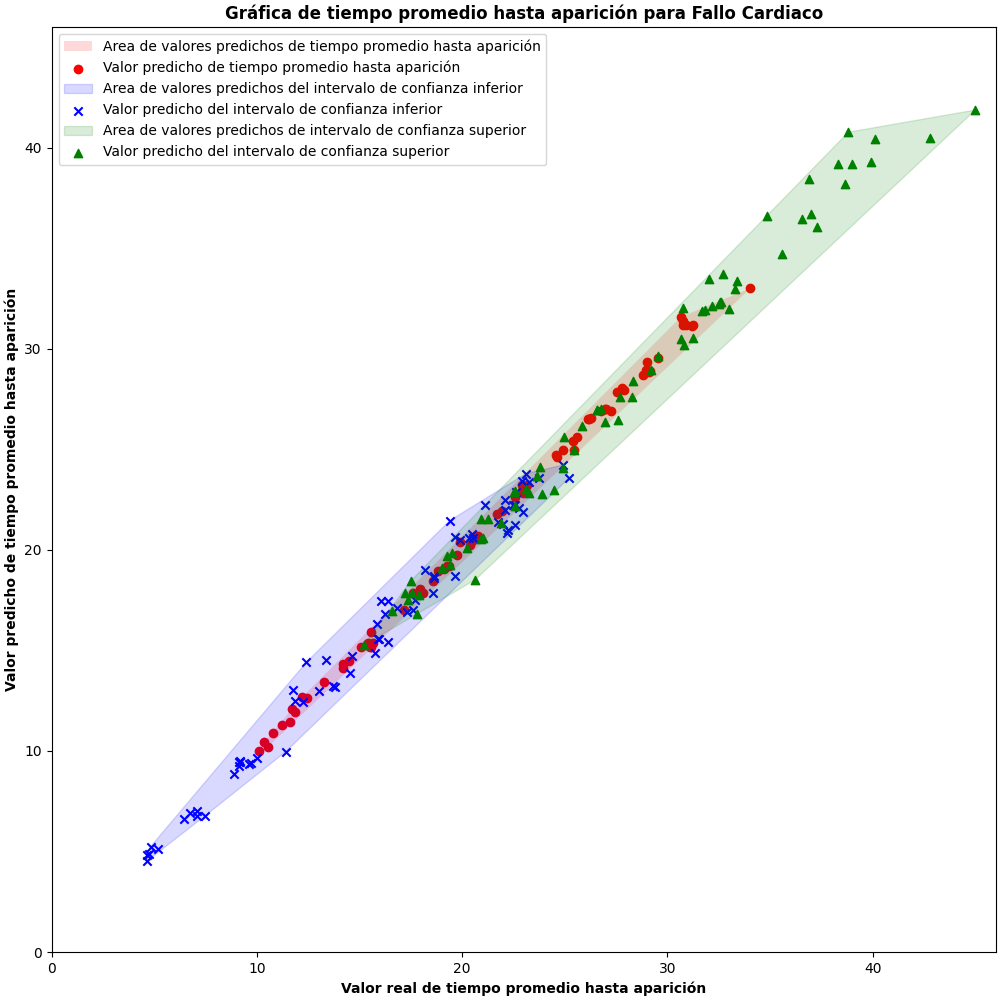 Gráfica de tiempo promedio hasta aparición para Fallo Cardiaco
Area de valores predichos de tiempo promedio hasta aparición
Valor predicho de tiempo promedio hasta aparición
Area de valores predichos del intervalo de confianza inferior
Valor predicho del intervalo de confianza inferior
Area de valores predichos de intervalo de confianza superior
Valor predicho del intervalo de confianza superior
Valor predicho de tiempo promedio hasta aparición
40
30
20
10
0
0 10 20 30 40
Valor real de tiempo promedio hasta aparición